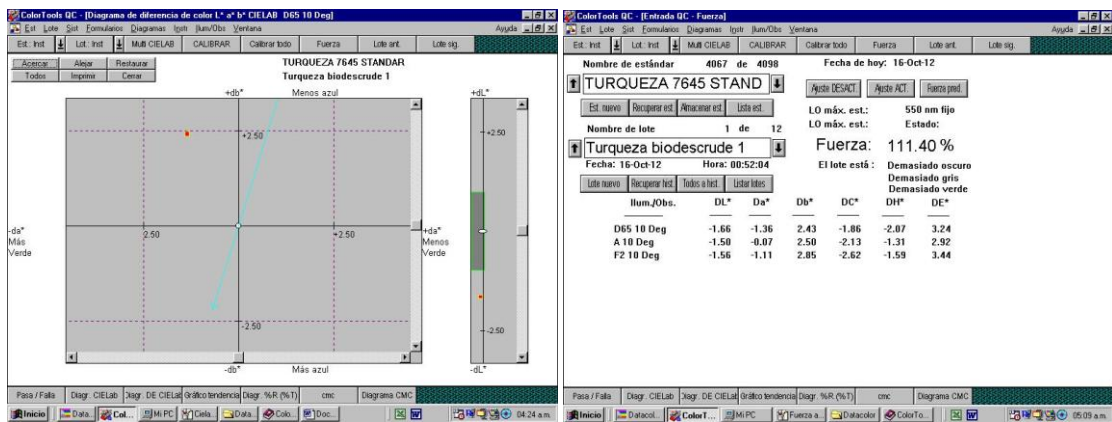 ColorTools QC - [Diagrama de diferencia de color L* a* b* CIELAB D65 10 Deg]
Est Lote Sist Formularios Diagramas Instr Ilum/Obs Ventana Ayuda
Est.: Inst Lot.: Inst Multi CIELAB CALIBRAR Calibrar todo Fuerza Lote ant. Lote sig.
Acercar Alejar Restaurar
Todos Imprimir Cerrar
TURQUEZA 7645 STANDAR
Turqueza biodescrude 1
+db* Menos azul +dL*
+2.50 +2.50
-da*
Más
Verde
2.50 +2.50
+da*
Menos
Verde
-2.50 -2.50
-db* Más azul -dL*
Pasa / Falla Diagr. CIELab Diagr. DE CIELab Gráfico tendencia Diagr. %R (%T) cmc Diagrama CMC
Inicio Datac... Col... Mi PC Ciela... Data... Colo... Doc... 04:24 a.m.
ColorTools QC - [Entrada QC - Fuerza]
Est Lote Sist Formularios Diagramas Instr Ilum/Obs Ventana Ayuda
Est.: Inst Lot.: Inst Multi CIELAB CALIBRAR Calibrar todo Fuerza Lote ant. Lote sig.
Nombre de estándar 4067 de 4098 Fecha de hoy: 16-Oct-12
TURQUEZA 7645 STAND
Ajuste DESACT. Ajuste ACT. Fuerza pred.
Est. nuevo Recuperar est. Almacenar est. Lista est.
LO máx. est.: 550 nm fijo
Nombre de lote 1 de 12
LO máx. est.: Estado:
Turqueza biodescrude 1
Fuerza: 111.40 %
Fecha: 16-Oct-12 Hora: 00:52:04
El lote está : Demasiado oscuro
Demasiado gris
Demasiado verde
Lote nuevo Recuperar hist. Todos a hist. Listar lotes
Ilum./Obs. DL* Da* Db* DC* DH* DE*
D65 10 Deg -1.66 -1.36 2.43 -1.86 -2.07 3.24
A 10 Deg -1.50 -0.07 2.50 -2.13 -1.31 2.92
F2 10 Deg -1.56 -1.11 2.85 -2.62 -1.59 3.44
Pasa / Falla Diagr. CIELab Diagr. DE CIELab Gráfico tendencia Diagr. %R (%T) cmc Diagrama CMC
Inicio Datacol... ColorT... Mi PC Fuerza a... Datacolor ColorTo... 05:09 a.m.